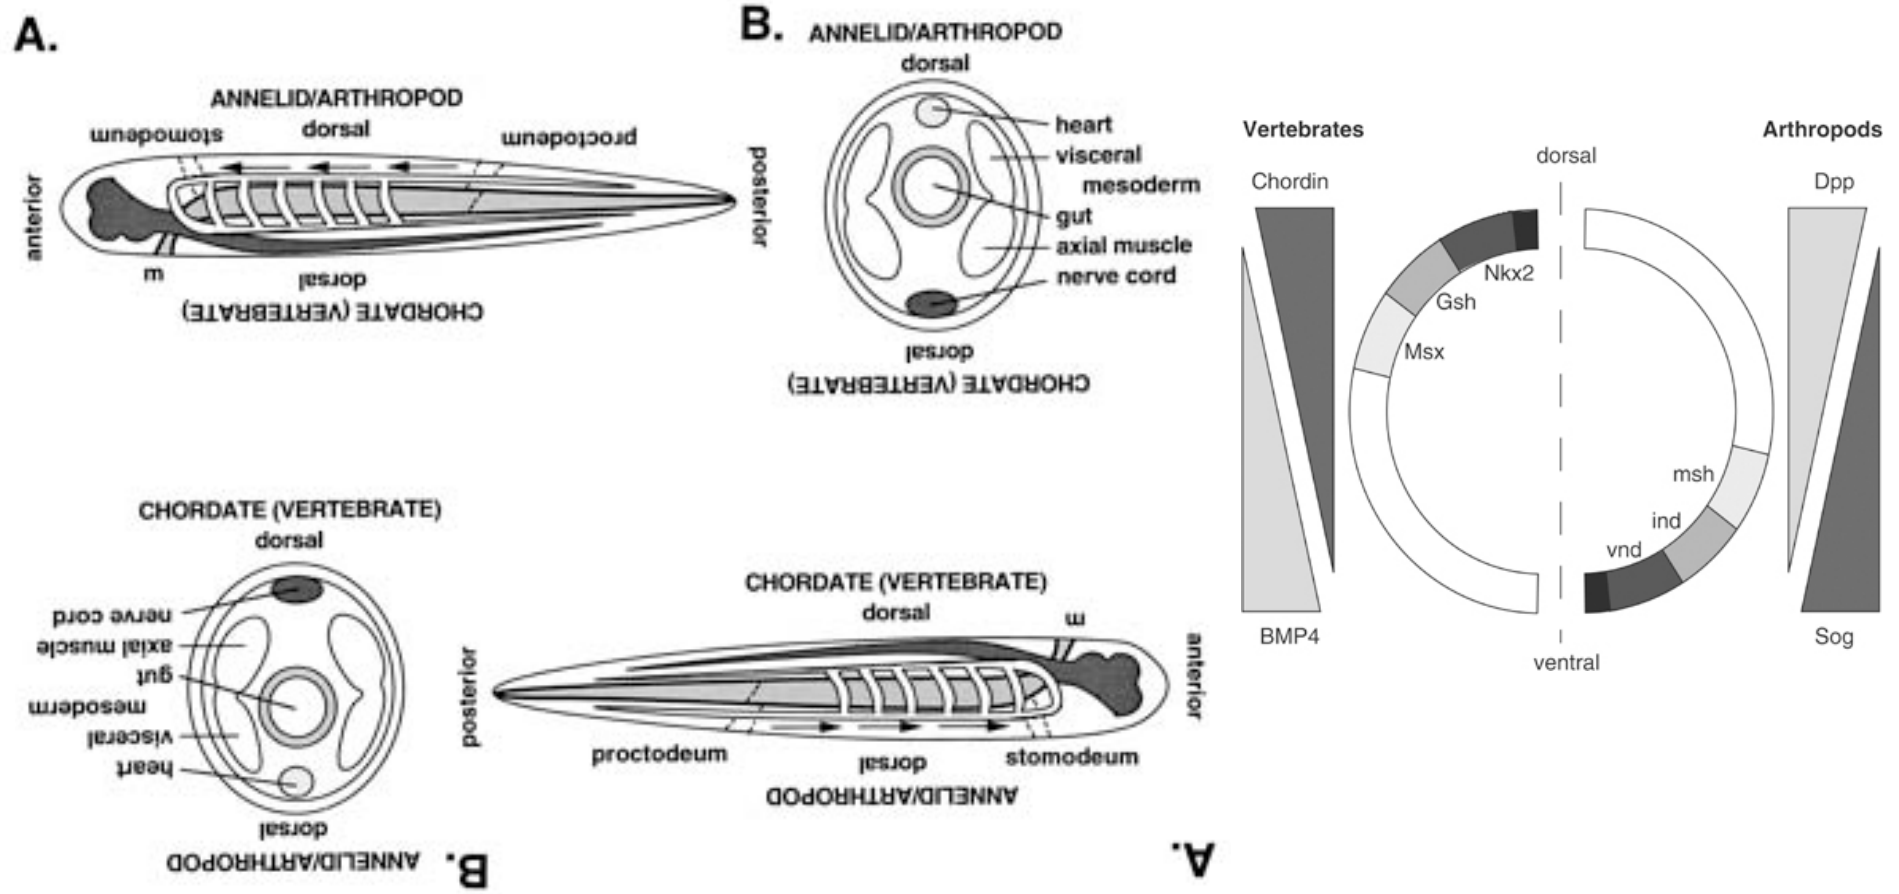 A.
ANNELID/ARTHROPOD
dorsal
stomodeum
proctodeum
anterior
posterior
m
dorsal
CHORDATE (VERTEBRATE)
B.
ANNELID/ARTHROPOD
dorsal
heart
visceral
mesoderm
gut
axial muscle
nerve cord
dorsal
CHORDATE (VERTEBRATE)
CHORDATE (VERTEBRATE)
dorsal
nerve cord
axial muscle
gut
mesoderm
visceral
heart
dorsal
ANNELID/ARTHROPOD
B.
CHORDATE (VERTEBRATE)
dorsal
m
posterior
anterior
proctodeum
stomodeum
dorsal
ANNELID/ARTHROPOD
A.
Vertebrates
Arthropods
dorsal
Chordin
Dpp
Nkx2
Gsh
Msx
msh
ind
vnd
BMP4
Sog
ventral